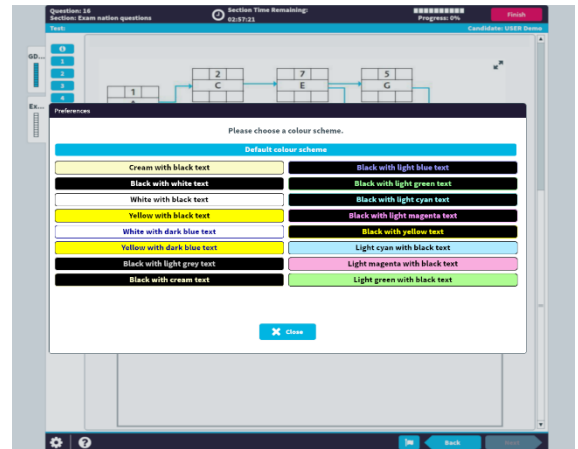 Question: 16
Section: Exam nation questions
Section Time Remaining:
02:57:21
Progress: 0%
Finish
Test:
Candidate: USER Demo
GD...
Ex...
1
2
3
4
2
C
7
E
5
G
1
Preferences
Please choose a colour scheme.
Default colour scheme
Cream with black text
Black with white text
White with black text
Yellow with black text
White with dark blue text
Yellow with dark blue text
Black with light grey text
Black with cream text
Black with light blue text
Black with light green text
Black with light cyan text
Black with light magenta text
Black with yellow text
Light cyan with black text
Light magenta with black text
Light green with black text
Close
Back
Next